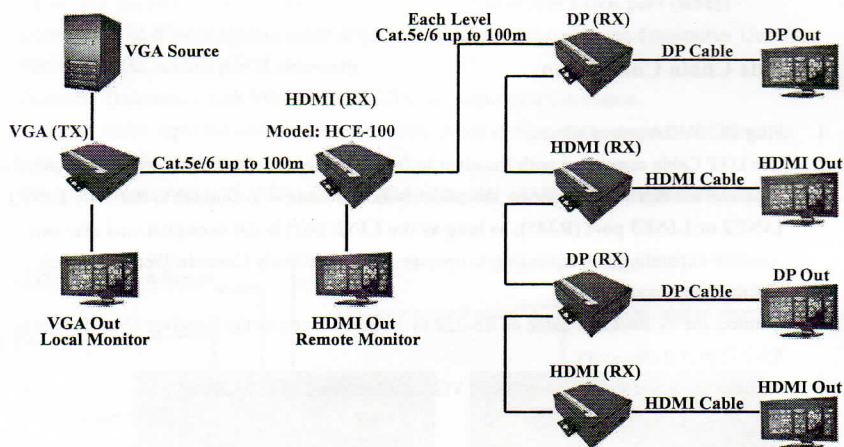 Each Level
Cat.5e/6 up to 100m
DP (RX)
DP Cable
DP Out
VGA Source
HDMI (RX)
Model: HCE-100
VGA (TX)
Cat.5e/6 up to 100m
HDMI (RX)
HDMI Cable
HDMI Out
DP (RX)
DP Cable
DP Out
VGA Out
Local Monitor
HDMI Out
Remote Monitor
HDMI (RX)
HDMI Cable
HDMI Out